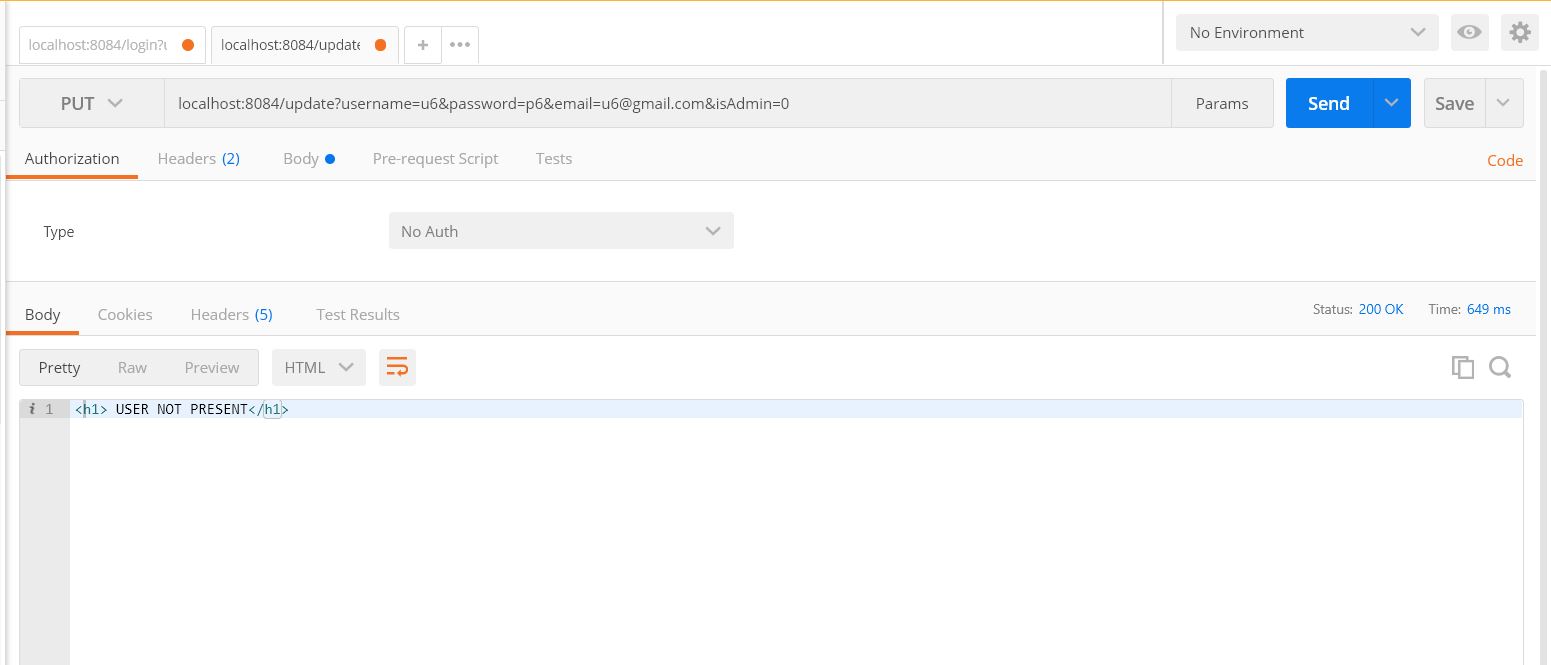 localhost:8084/login?u
localhost:8084/update
+
•••
No Environment
PUT
localhost:8084/update?username=u6&password=p6&email=u6@gmail.com&isAdmin=0
Params
Send
Save
Authorization
Headers (2)
Body
Pre-request Script
Tests
Code
Type
No Auth
Body
Cookies
Headers (5)
Test Results
Status: 200 OK
Time: 649 ms
Pretty
Raw
Preview
HTML
i 1 <h1> USER NOT PRESENT</h1>